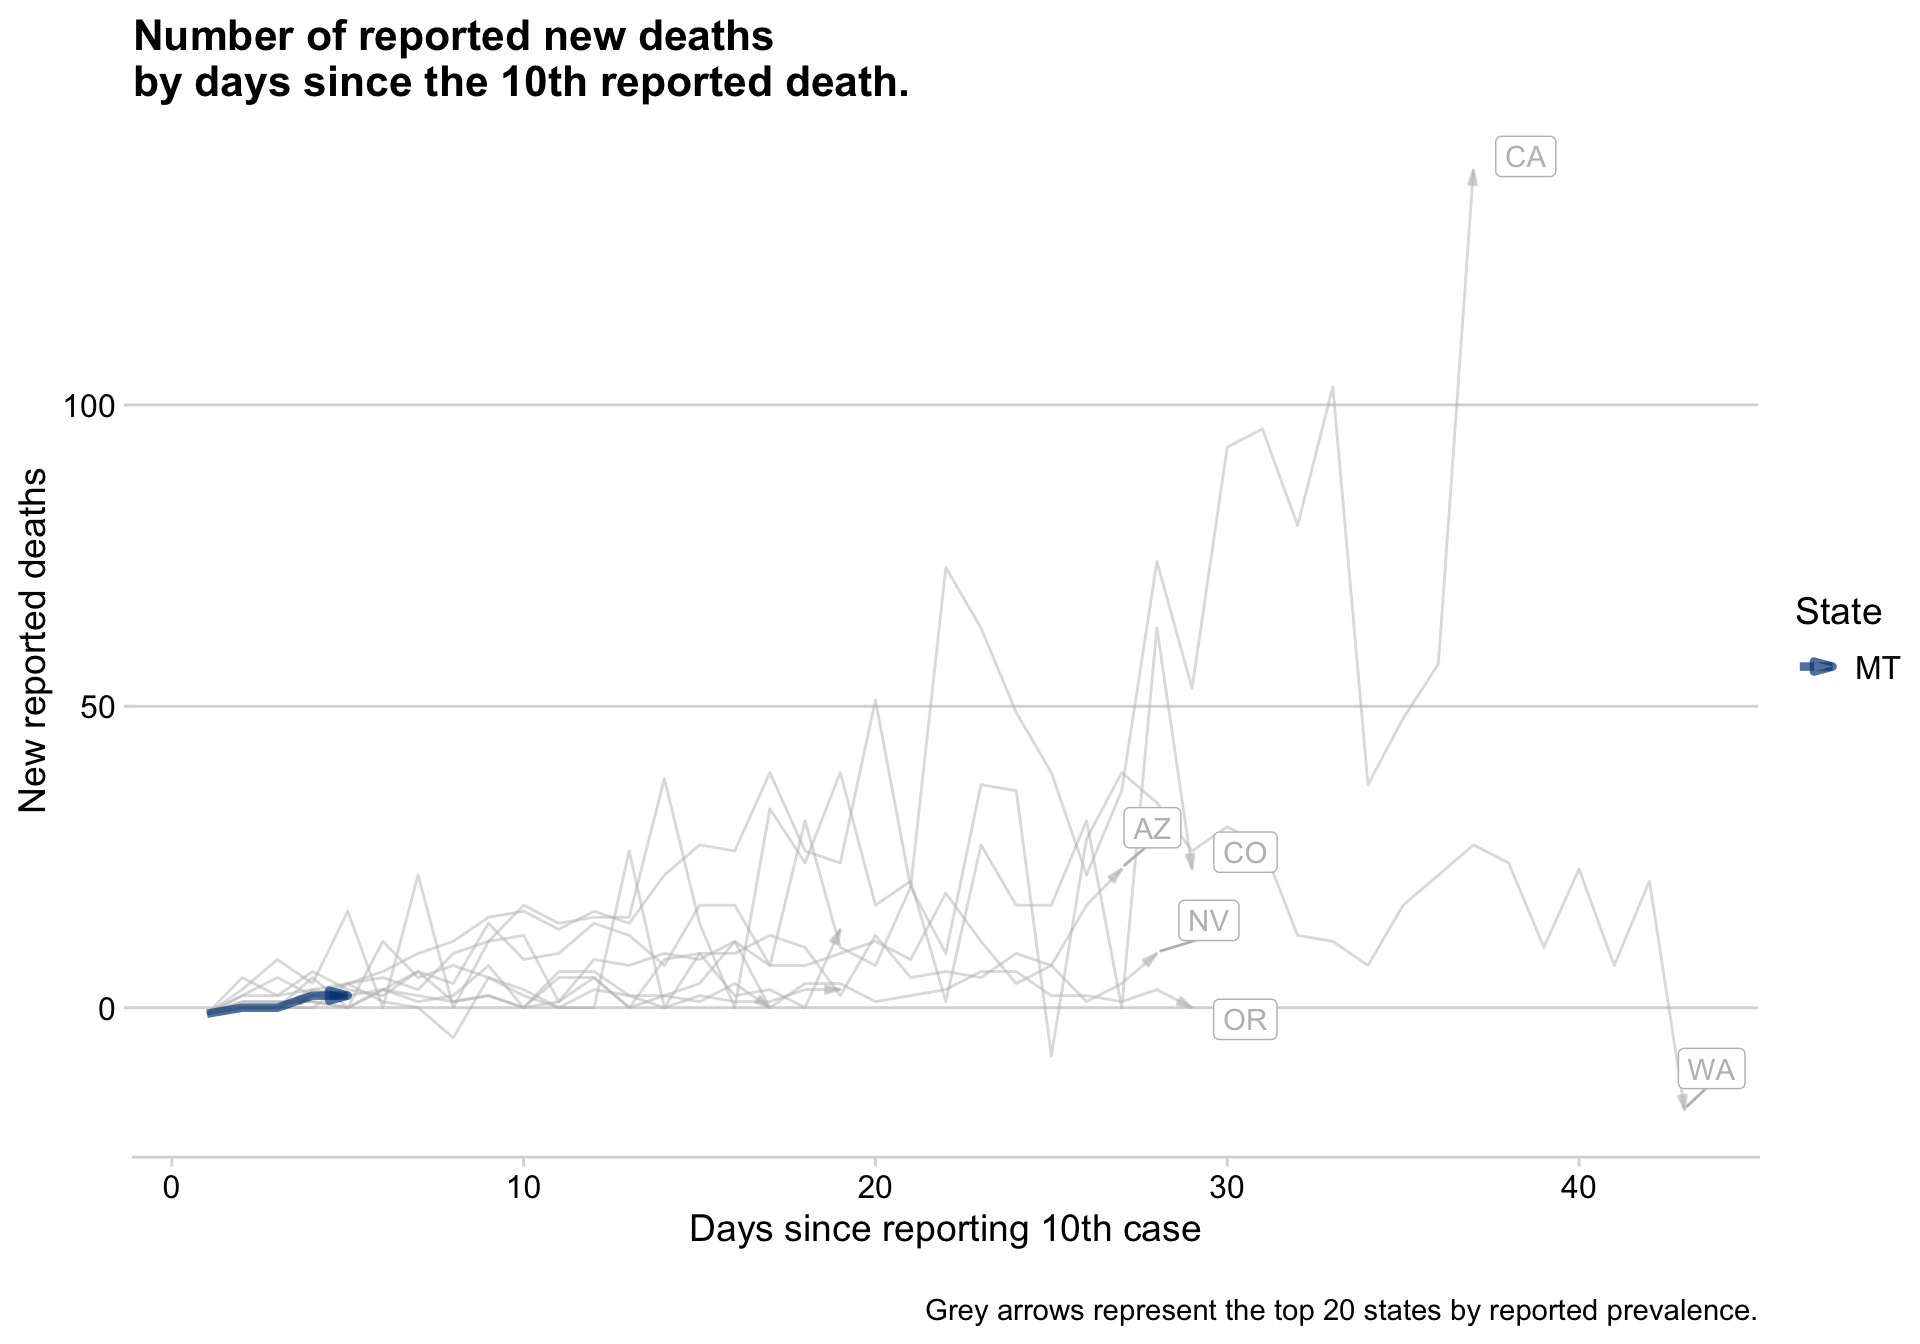 Number of reported new deaths
by days since the 10th reported death.
CA
100
50
0
New reported deaths
AZ
CO
NV
OR
WA
State
MT
0 10 20 30 40
Days since reporting 10th case
Grey arrows represent the top 20 states by reported prevalence.